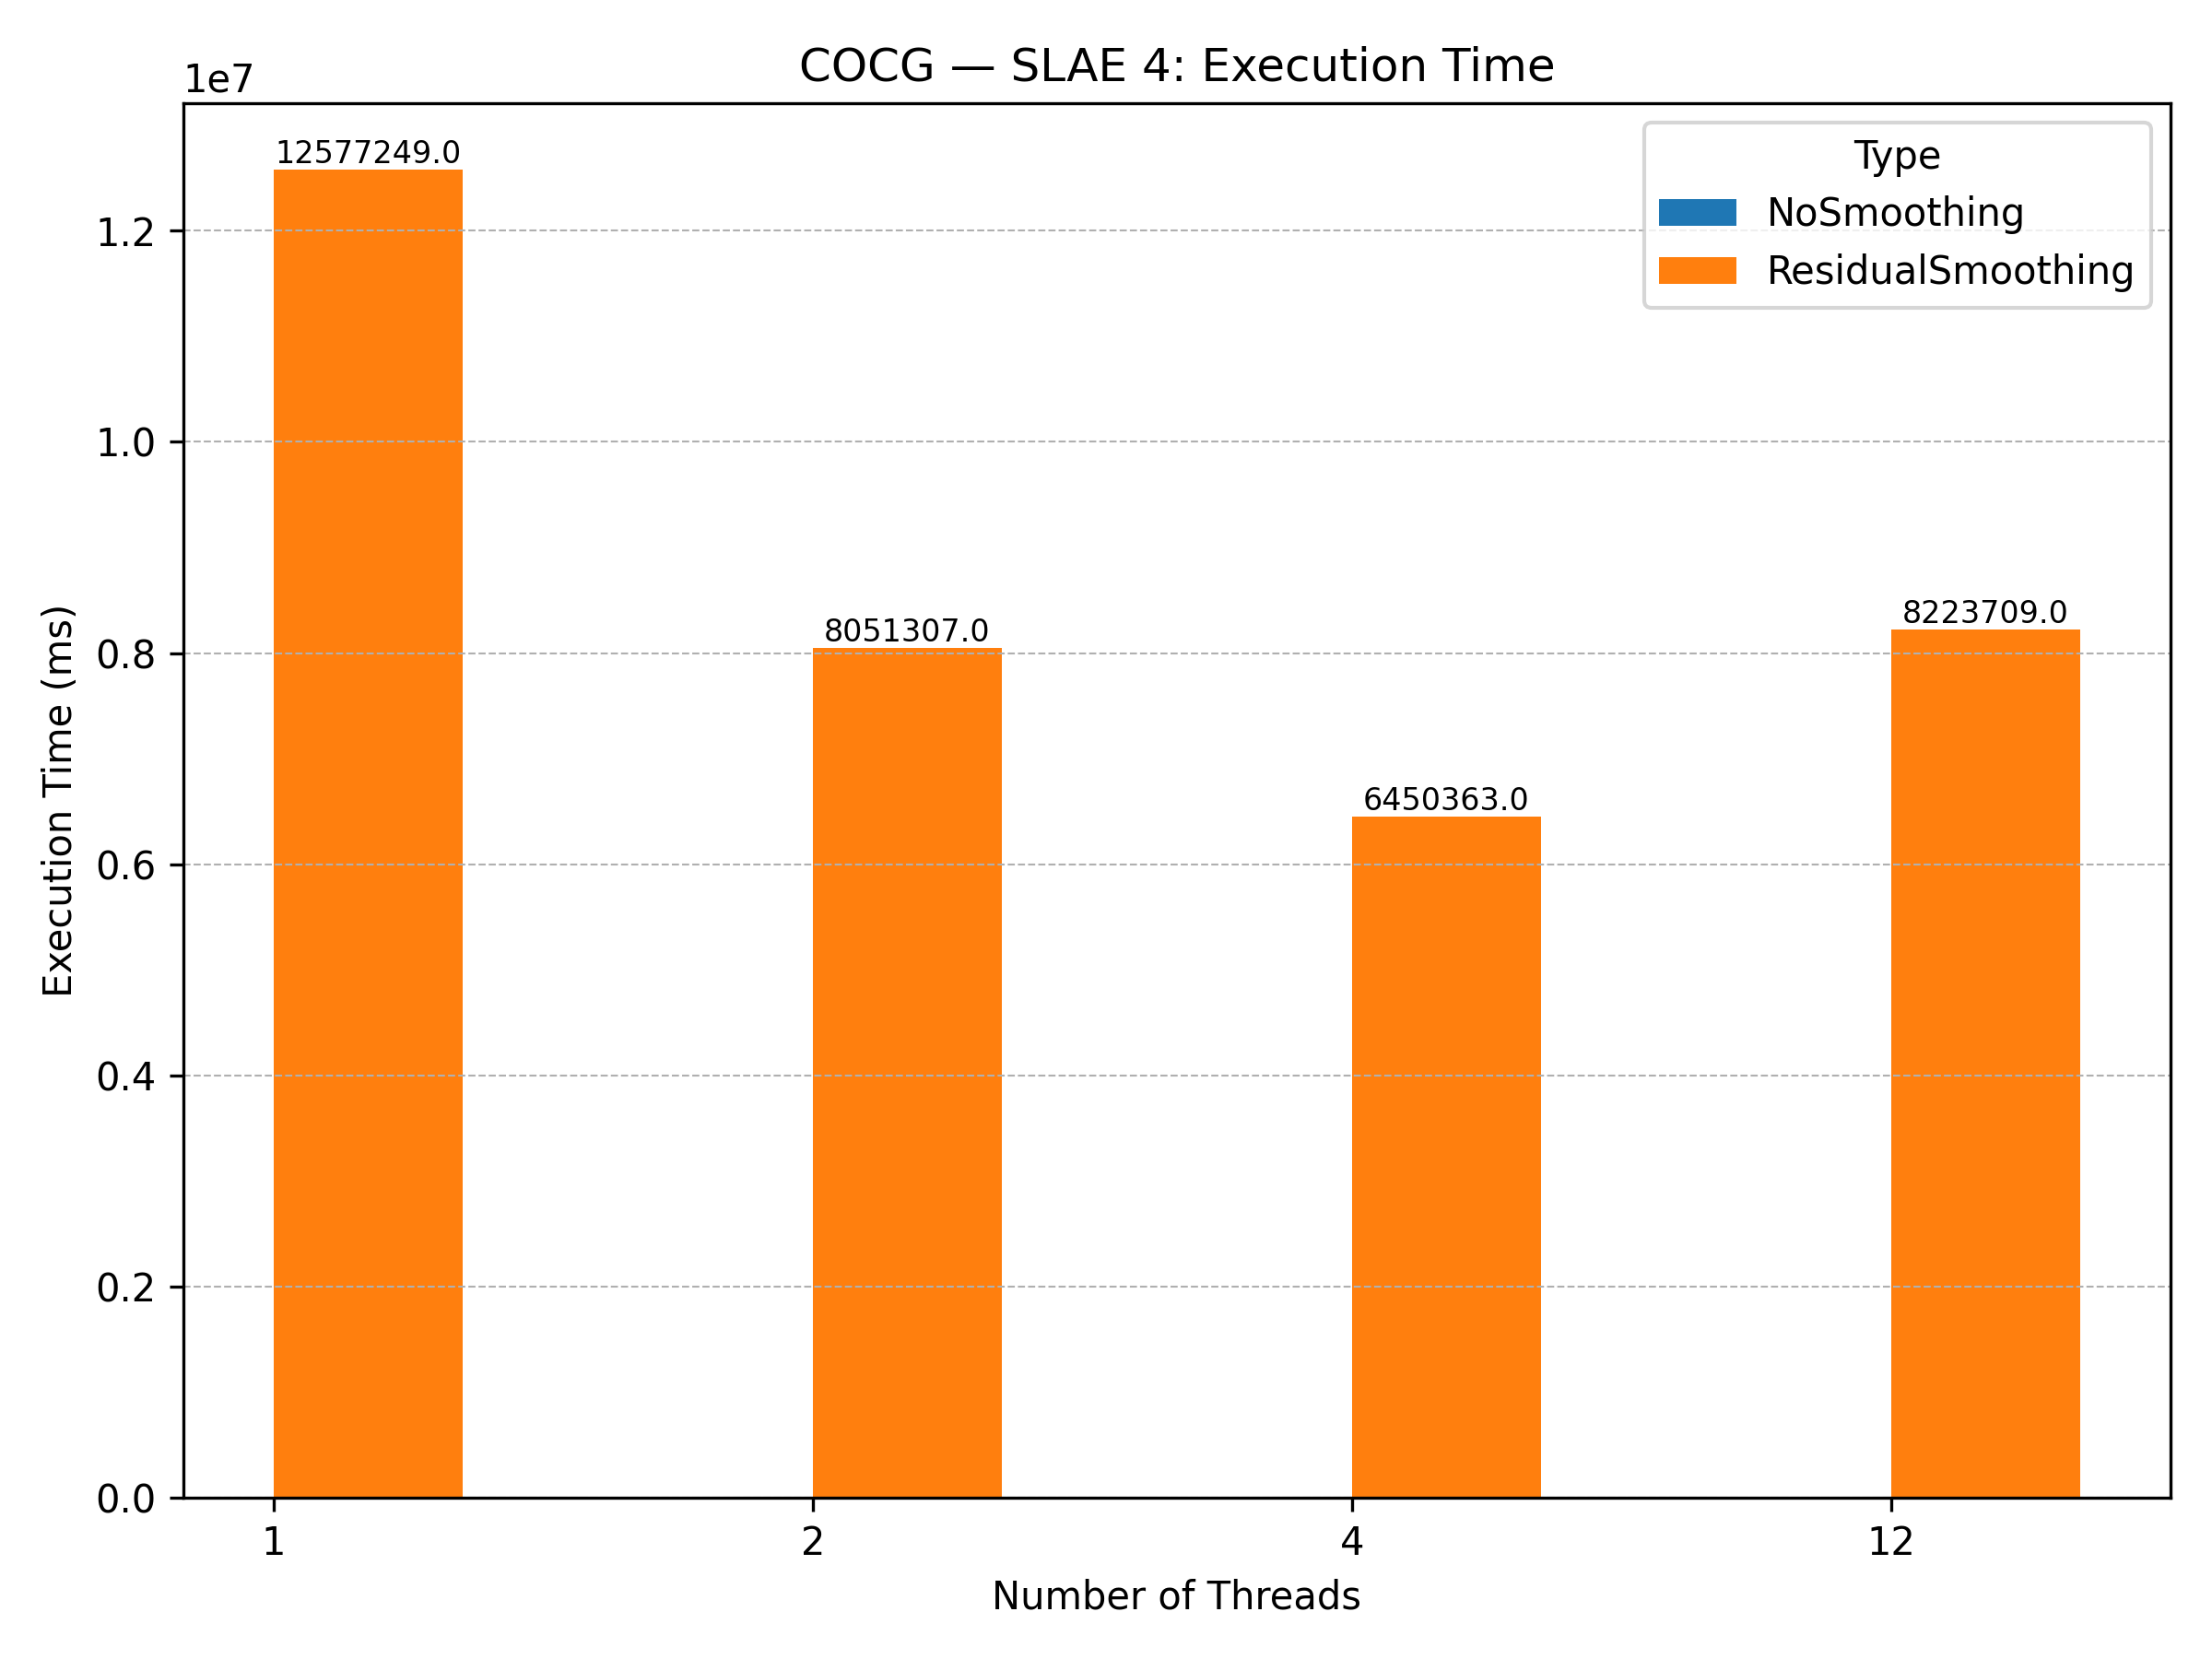 COCG — SLAE 4: Execution Time
1e7
Type
NoSmoothing
ResidualSmoothing
12577249.0
8051307.0
6450363.0
8223709.0
1.2
1.0
0.8
0.6
0.4
0.2
0.0
Execution Time (ms)
1 2 4 12
Number of Threads